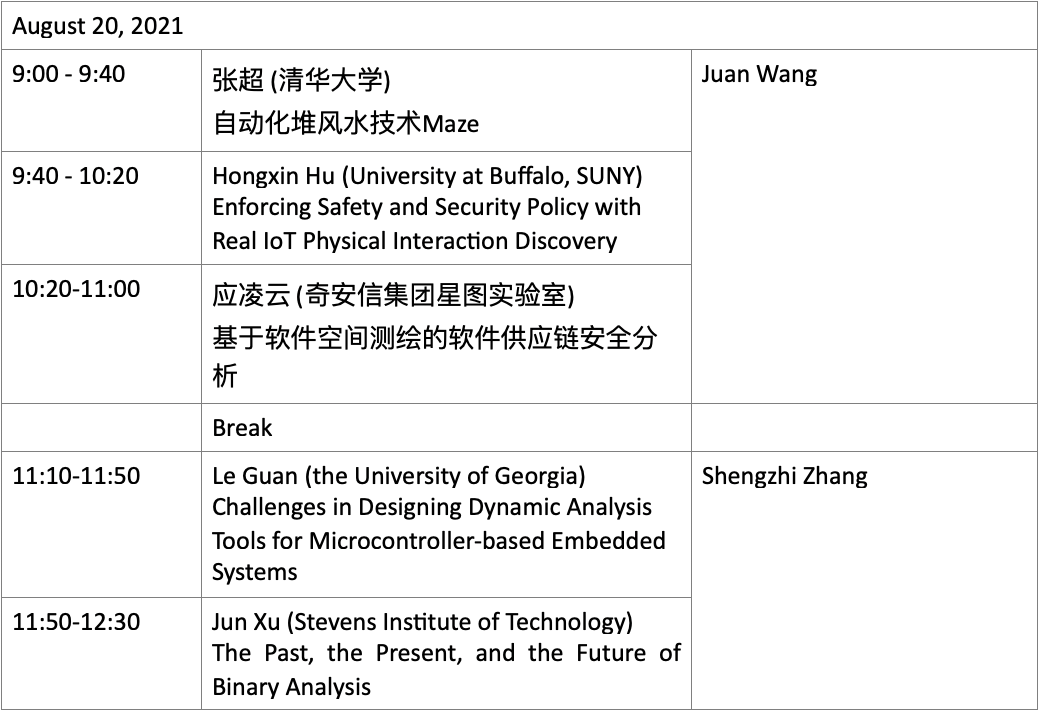 August 20, 2021
9:00 - 9:40
张超 (清华大学)
自动化堆风水技术Maze
Juan Wang
9:40 - 10:20
Hongxin Hu (University at Buffalo, SUNY)
Enforcing Safety and Security Policy with
Real IoT Physical Interaction Discovery
10:20-11:00
应凌云 (奇安信集团星图实验室)
基于软件空间测绘的软件供应链安全分
析
Break
11:10-11:50
Le Guan (the University of Georgia)
Challenges in Designing Dynamic Analysis
Tools for Microcontroller-based Embedded
Systems
Shengzhi Zhang
11:50-12:30
Jun Xu (Stevens Institute of Technology)
The Past, the Present, and the Future of
Binary Analysis